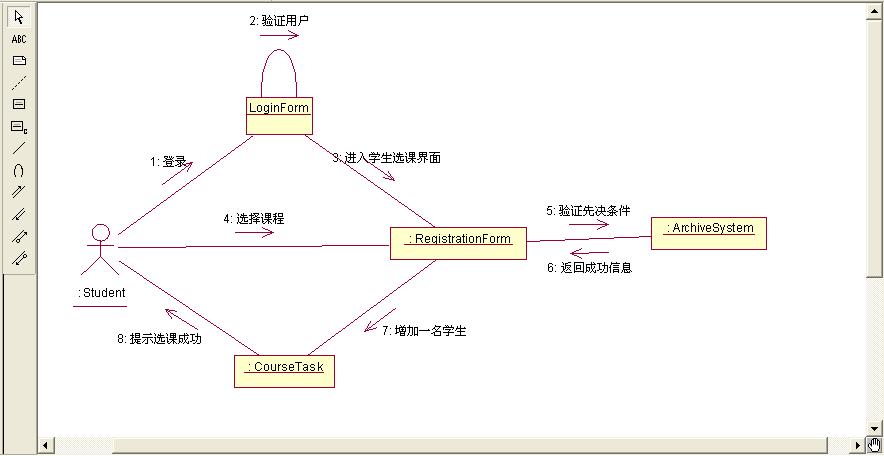 ABC
2: 验证用户
LoginForm
1: 登录
3: 进入学生选课界面
4: 选择课程
5: 验证先决条件
: RegistrationForm
: ArchiveSystem
6: 返回成功信息
: Student
7: 增加一名学生
8: 提示选课成功
: CourseTask